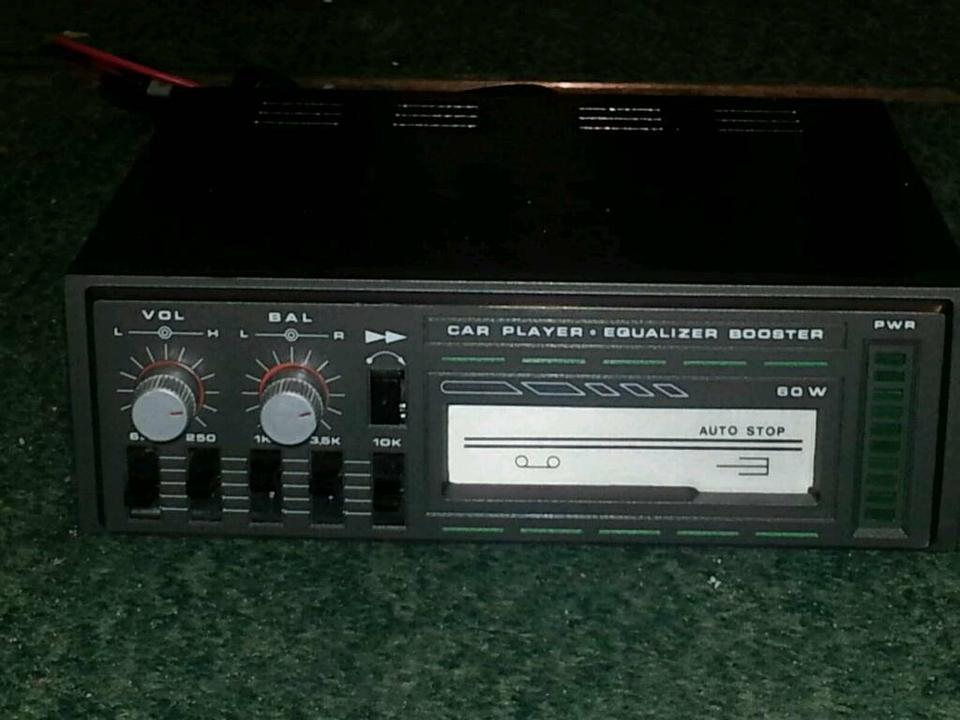 VOL
L H
BAL
L R
CAR PLAYER • EQUALIZER BOOSTER
PWR
60 W
AUTO STOP
250 1K 3,5K 10K